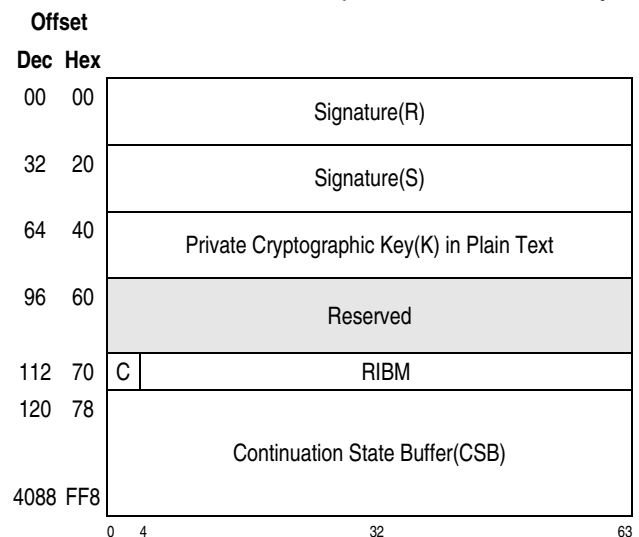 Offset
Dec Hex
00 00 Signature(R)
32 20 Signature(S)
64 40 Private Cryptographic Key(K) in Plain Text
96 60 Reserved
112 70 C RIBM
120 78
Continuation State Buffer(CSB)
4088 FF8
0 4 32 63